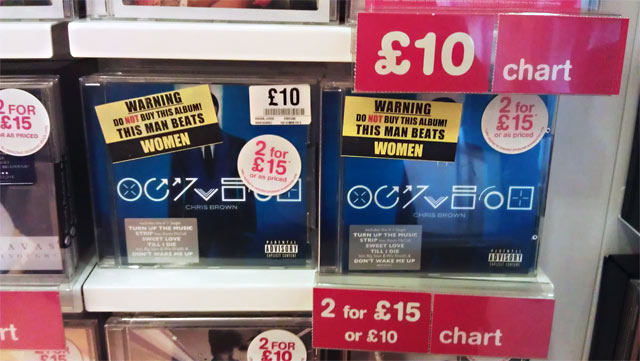 £10
chart
WARNING
DO NOT BUY THIS ALBUM!
THIS MAN BEATS
WOMEN
£10
2 for
£15
or as priced
CHRIS BROWN
TURN UP THE MUSIC
STRIP
SWEET LOVE
TILL I DIE
DON'T WAKE ME UP
PARENTAL
ADVISORY
EXPLICIT CONTENT
WARNING
DO NOT BUY THIS ALBUM!
THIS MAN BEATS
WOMEN
2 for
£15
CHRIS BROWN
TURN UP THE MUSIC
STRIP
SWEET LOVE
TILL I DIE
DON'T WAKE ME UP
PARENTAL
ADVISORY
EXPLICIT CONTENT
2 FOR
£15
OR AS PRICED
2 for £15
or £10
chart
rt
2 FOR
£10